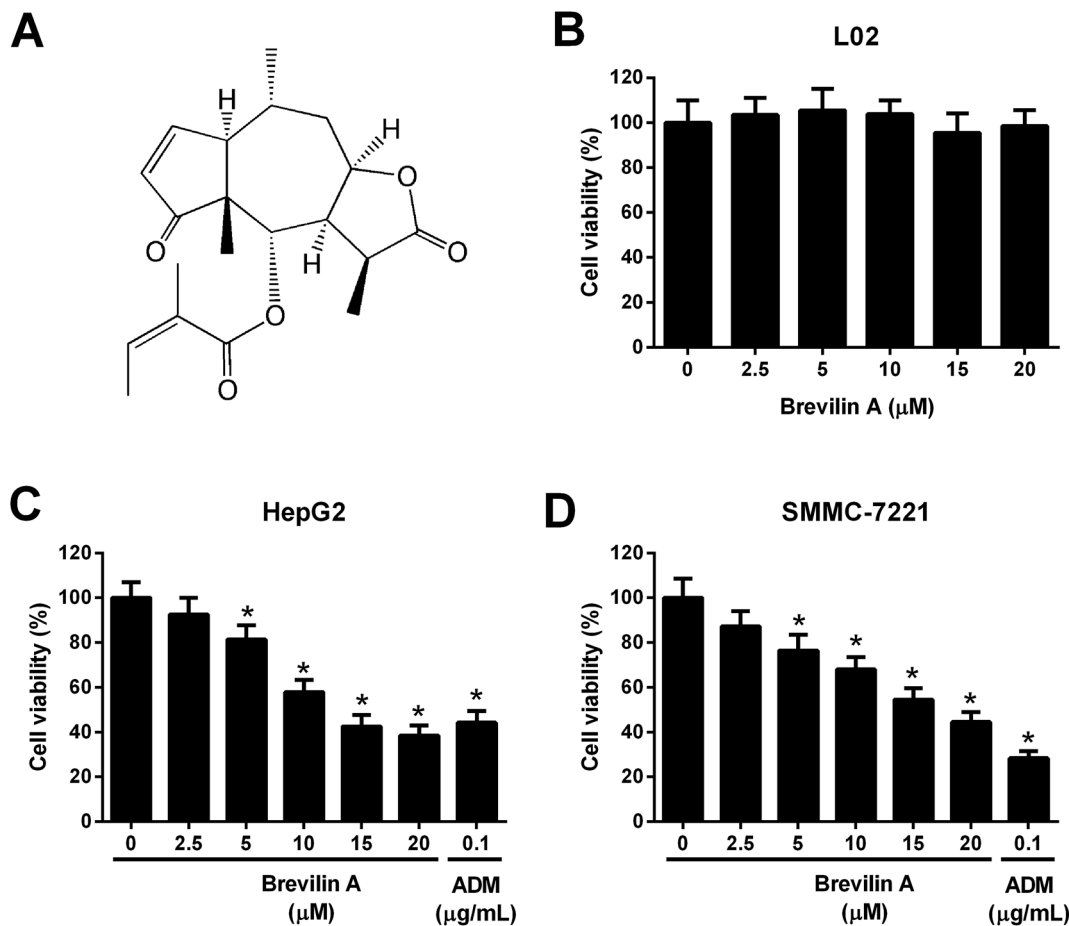 A
H
H
O
O
O
H
O
O
B
L02
Cell viability (%)
120
100
80
60
40
20
0
0 2.5 5 10 15 20
Brevilin A (μM)
C
HepG2
Cell viability (%)
120
100
80
60
40
20
0
* * * * *
0 2.5 5 10 15 20 0.1
Brevilin A
(μM)
ADM
(μg/mL)
D
SMMC-7221
Cell viability (%)
120
100
80
60
40
20
0
* * * * *
0 2.5 5 10 15 20 0.1
Brevilin A
(μM)
ADM
(μg/mL)